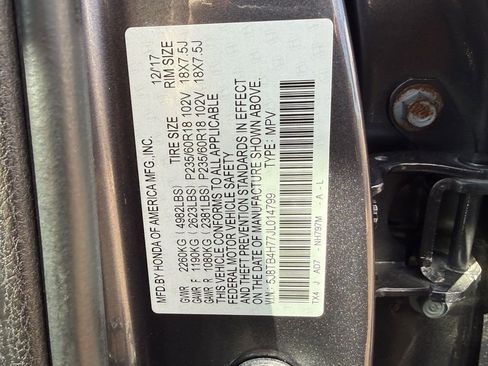 MFD.BY HONDA OF AMERICA MFG.,INC. 12/17
TIRE SIZE RIM SIZE
GVWR 2260KG(4982LBS)
GAWR F 1190KG(2623LBS) P235/60R18 102V 18X7.5J
GAWR R 1080KG(2381LBS) P235/60R18 102V 18X7.5J
THIS VEHICLE CONFORMS TO ALL APPLICABLE
FEDERAL MOTOR VEHICLE SAFETY
AND THEFT PREVENTION STANDARDS IN EFFECT
ON THE DATE OF MANUFACTURE SHOWN ABOVE.
VIN: 5J8TB4H77JL014799 TYPE: MPV
TX4 J AD7 NH797M A - L